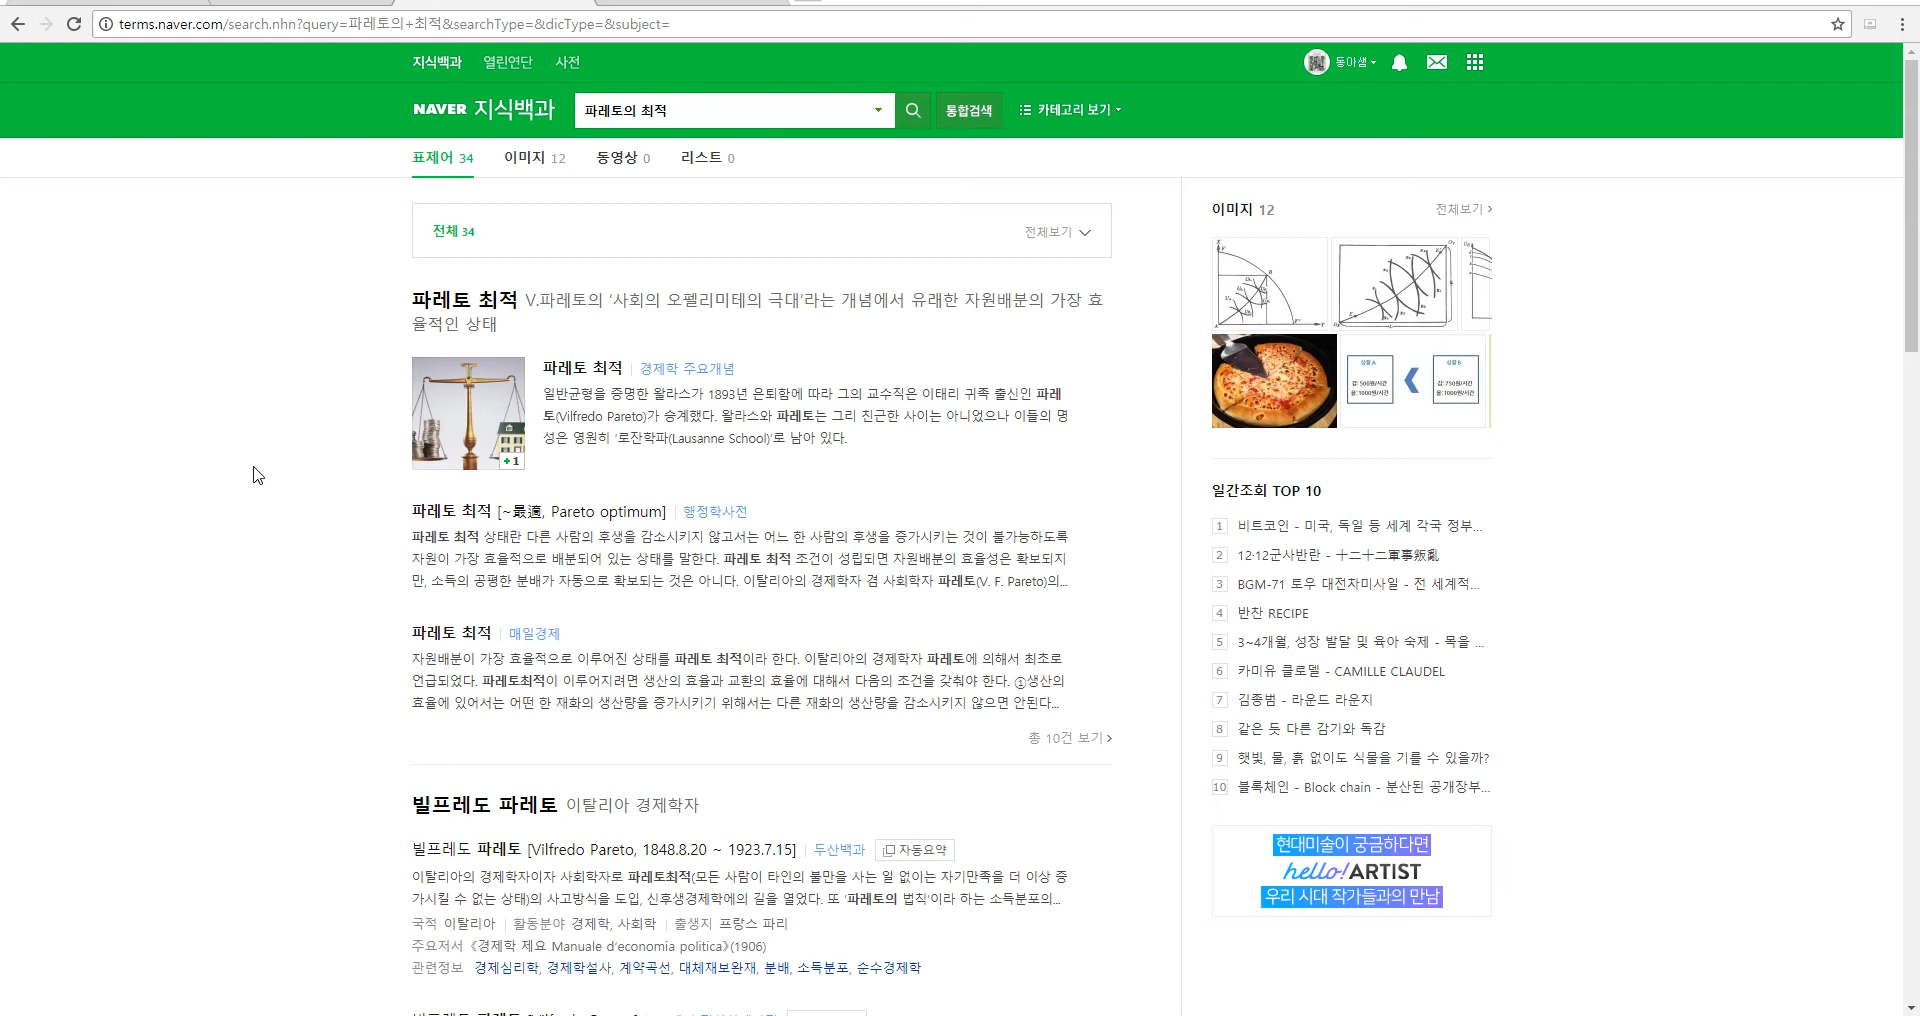 terms.naver.com/search.nhn?query=파레토의+최적&searchType=&dicType=&subject=
지식백과 열린연단 사전
동아샘
NAVER 지식백과
파레토의 최적
통합검색
카테고리 보기
표제어 34 이미지 12 동영상 0 리스트 0
전체 34
전체보기
파레토 최적 V.파레토의 '사회의 오펠리미테의 극대'라는 개념에서 유래한 자원배분의 가장 효
율적인 상태
파레토 최적 | 경제학 주요개념
일반균형을 증명한 왈라스가 1893년 은퇴함에 따라 그의 교수직은 이태리 귀족 출신인 파레
토(Vilfredo Pareto)가 승계했다. 왈라스와 파레토는 그리 친근한 사이는 아니었으나 이들의 명
성은 영원히 '로잔학파(Lausanne School)'로 남아 있다.
+1
파레토 최적 [~最適, Pareto optimum] | 행정학사전
파레토 최적 상태란 다른 사람의 후생을 감소시키지 않고서는 어느 한 사람의 후생을 증가시키는 것이 불가능하도록
자원이 가장 효율적으로 배분되어 있는 상태를 말한다. 파레토 최적 조건이 성립되면 자원배분의 효율성은 확보되지
만, 소득의 공평한 분배가 자동으로 확보되는 것은 아니다. 이탈리아의 경제학자 겸 사회학자 파레토(V. F. Pareto)의...
파레토 최적 | 매일경제
자원배분이 가장 효율적으로 이루어진 상태를 파레토 최적이라 한다. 이탈리아의 경제학자 파레토에 의해서 최초로
언급되었다. 파레토최적이 이루어지려면 생산의 효율과 교환의 효율에 대해서 다음의 조건을 갖춰야 한다. ①생산의
효율에 있어서는 어떤 한 재화의 생산량을 증가시키기 위해서는 다른 재화의 생산량을 감소시키지 않으면 안된다...
총 10건 보기
빌프레도 파레토 이탈리아 경제학자
빌프레도 파레토 [Vilfredo Pareto, 1848.8.20 ~ 1923.7.15] | 두산백과 자동요약
이탈리아의 경제학자이자 사회학자로 파레토최적(모든 사람이 타인의 불만을 사는 일 없이는 자기만족을 더 이상 증
가시킬 수 없는 상태)의 사고방식을 도입, 신후생경제학에의 길을 열었다. 또 '파레토의 법칙'이라 하는 소득분포의...
국적 이탈리아 | 활동분야 경제학, 사회학 | 출생지 프랑스 파리
주요저서 《경제학 제요 Manuale d'economia politica》(1906)
관련정보 경제심리학, 경제학설사, 계약곡선, 대체재보완재, 분배, 소득분포, 순수경제학
이미지 12
전체보기
상황 A
갑: 500원/시간
을: 1000원/시간
상황 B
갑: 750원/시간
을: 1000원/시간
일간조회 TOP 10
1 비트코인 - 미국, 독일 등 세계 각국 정부...
2 12·12군사반란 - 十二十二軍事叛亂
3 BGM-71 토우 대전차미사일 - 전 세계적...
4 반찬 RECIPE
5 3~4개월, 성장 발달 및 육아 숙제 - 목을 ...
6 카미유 클로델 - CAMILLE CLAUDEL
7 김종범 - 라운드 라운지
8 같은 듯 다른 감기와 독감
9 햇빛, 물, 흙 없이도 식물을 기를 수 있을까?
10 블록체인 - Block chain - 분산된 공개장부...
현대미술이 궁금하다면
hello!ARTIST
우리 시대 작가들과의 만남